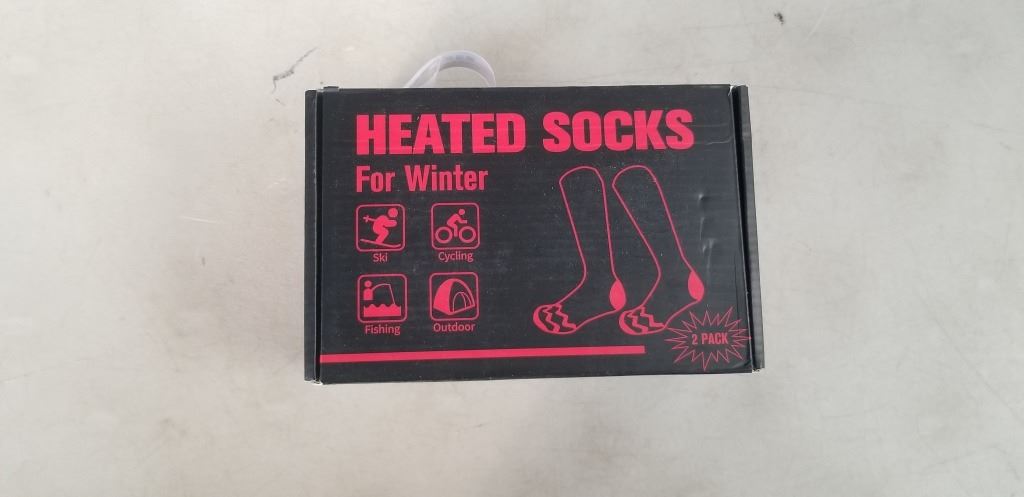 HEATED SOCKS
For Winter
Ski
Cycling
Fishing
Outdoor
2 PACK